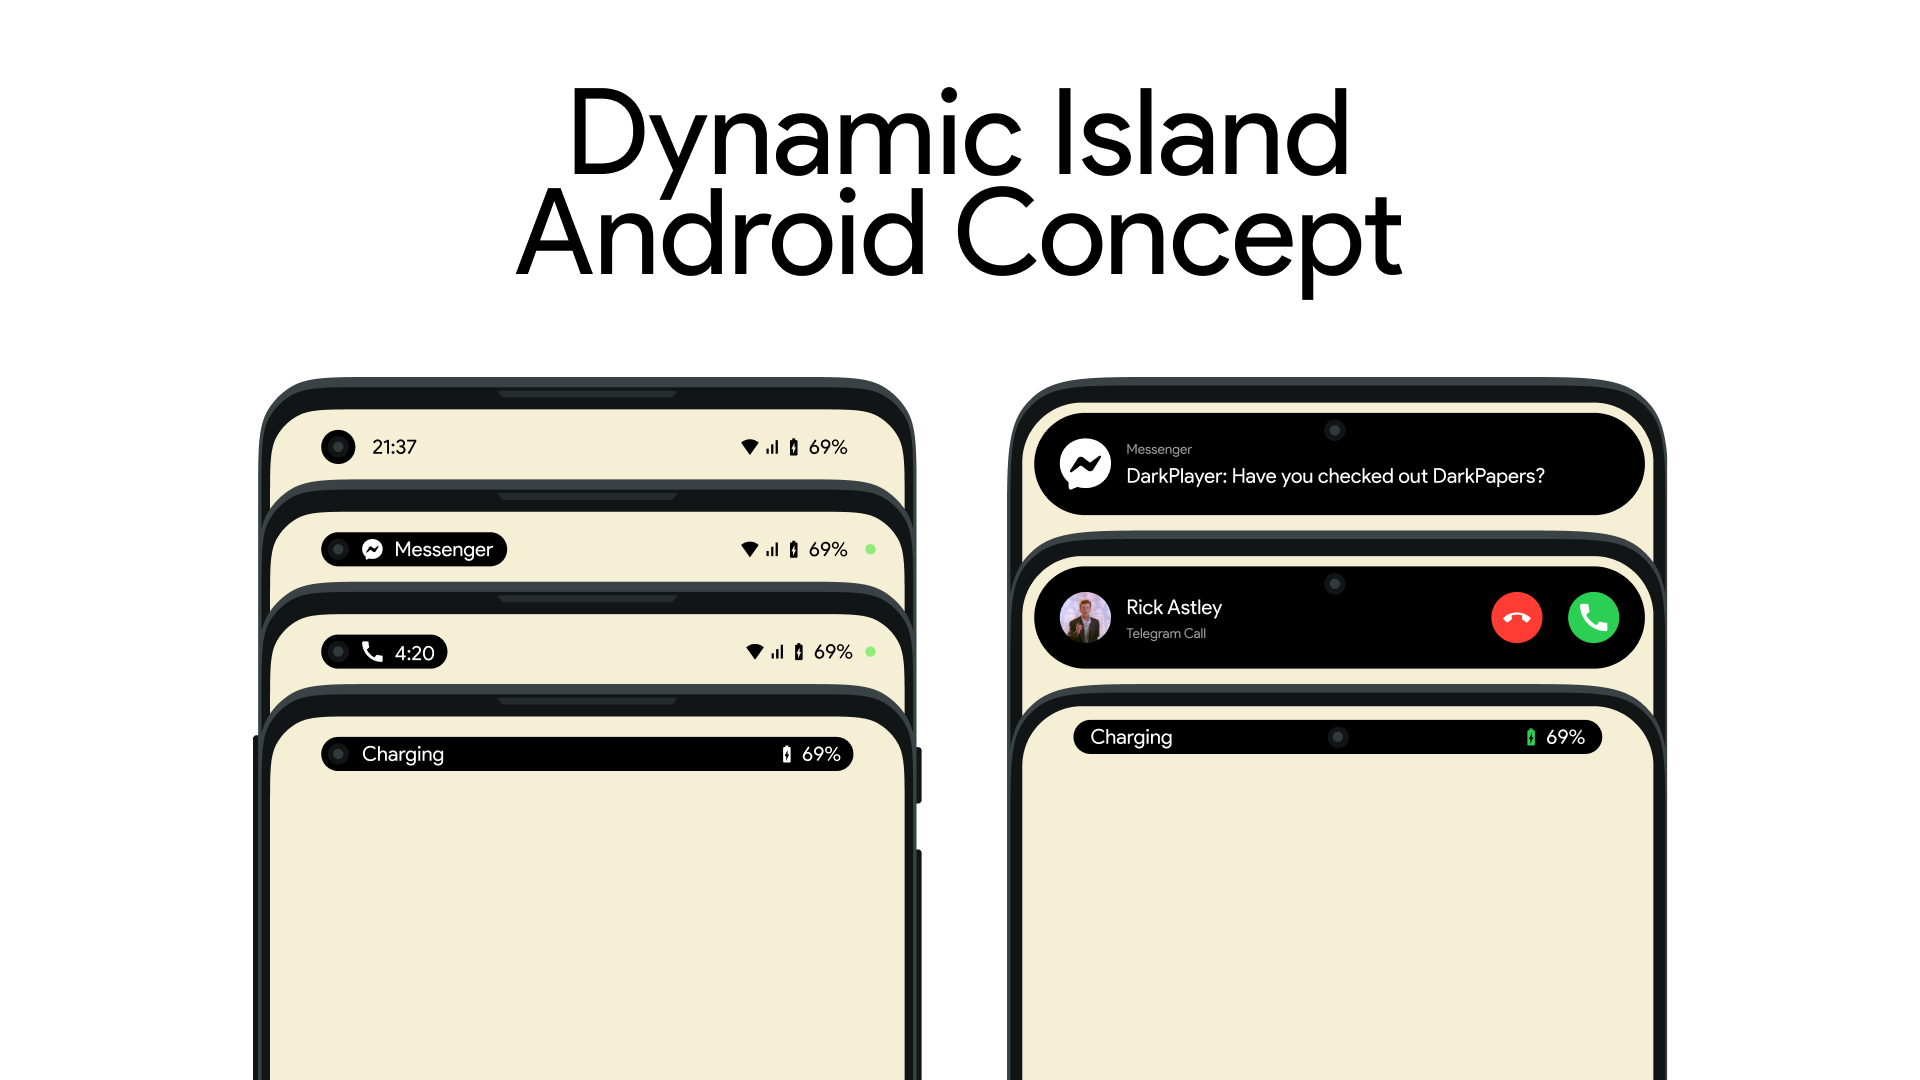 Dynamic Island
Android Concept
21:37
69%
Messenger
69%
4:20
69%
Charging
69%
Messenger
DarkPlayer: Have you checked out DarkPapers?
Rick Astley
Telegram Call
Charging
69%